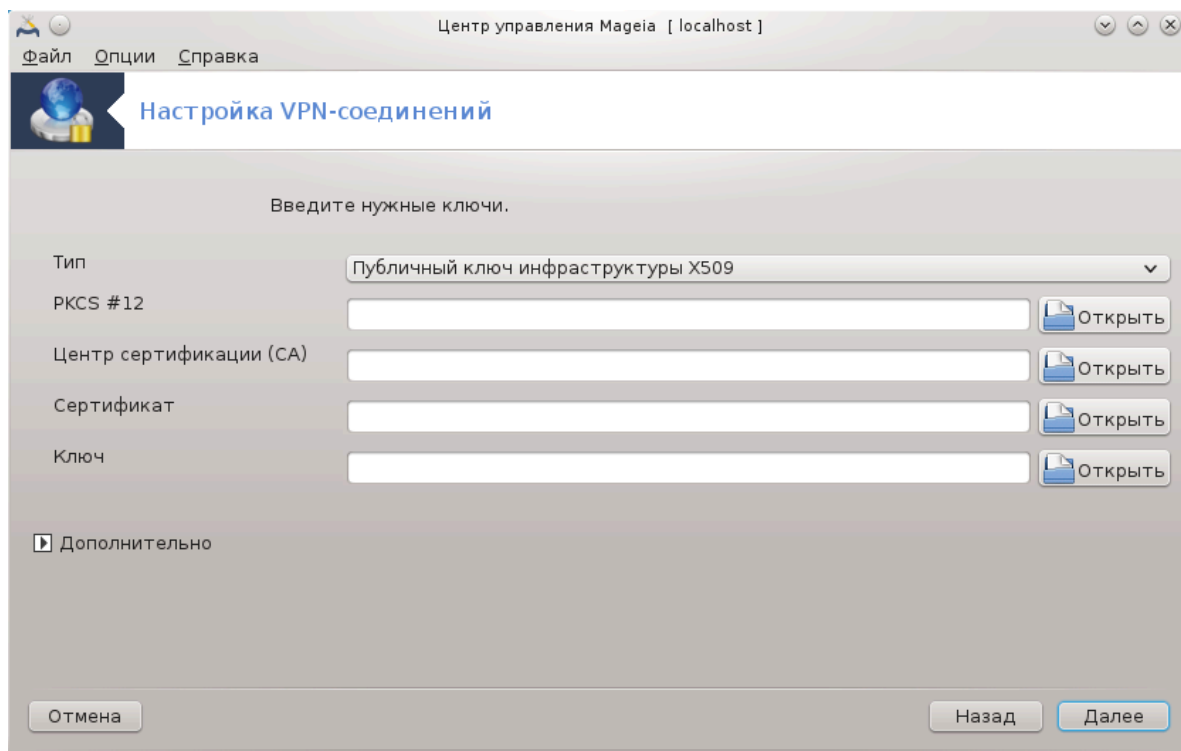 Центр управления Mageia [ localhost ]
Файл Опции Справка
Настройка VPN-соединений
Введите нужные ключи.
Тип
Публичный ключ инфраструктуры X509
PKCS #12
Открыть
Центр сертификации (CA)
Открыть
Сертификат
Открыть
Ключ
Открыть
Дополнительно
Отмена
Назад
Далее